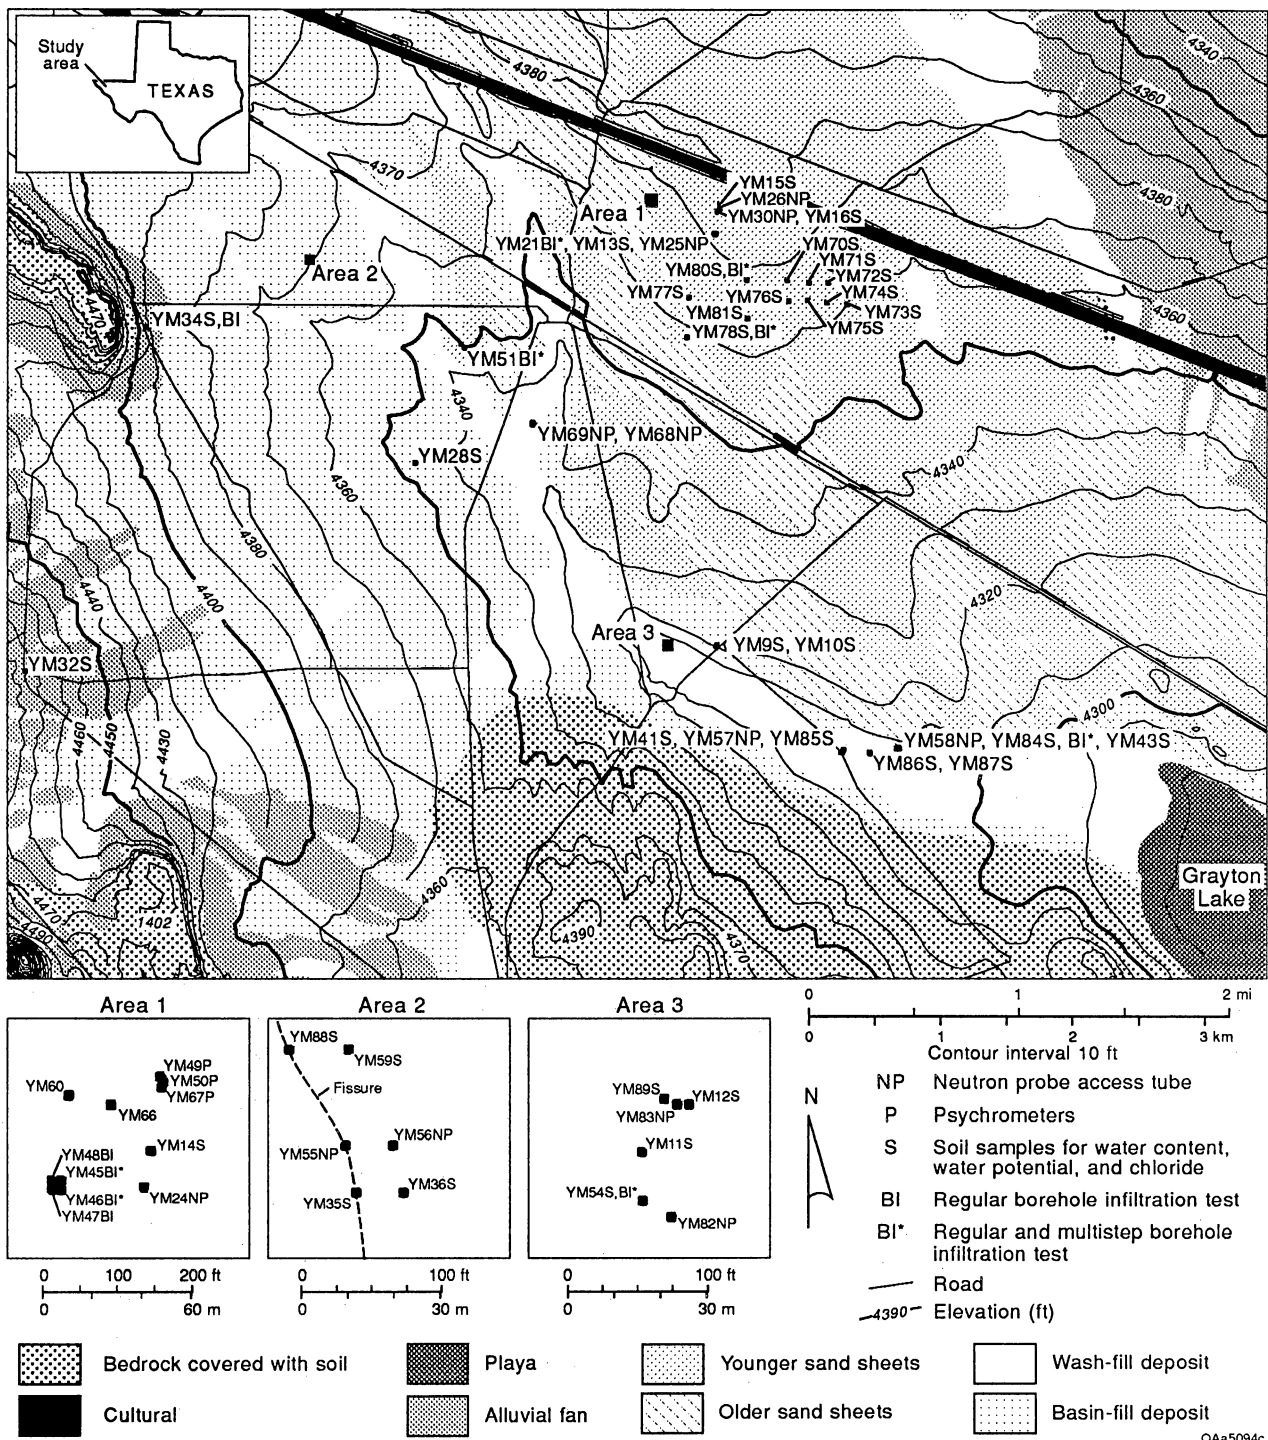 Study
area
TEXAS
4340
4380
4360
4370
4380
YM15S
YM26NP
Area 1
YM30NP, YM16S
YM21BI*, YM13S, YM25NP
YM70S
YM71S
Area 2
YM80S,BI*
YM72S
YM77S
YM76S
YM74S
4470
YM34S,BI
YM81S
YM73S
4360
YM78S,BI*
YM75S
YM51BI*
4340
YM69NP, YM68NP
YM28S
4340
4360
4380
4440
4400
4320
Area 3
YM9S, YM10S
YM32S
4300
4460
4450
4430
YM41S, YM57NP, YM85S
YM58NP, YM84S, BI*, YM43S
YM86S, YM87S
Grayton
Lake
4360
4470
1402
4490
4390
4370
Area 1
YM49P
YM50P
YM67P
YM60
YM66
YM14S
YM48BI
YM45BI*
YM46BI*
YM24NP
YM47BI
0 100 200 ft
0 60 m
Area 2
YM88S
YM59S
Fissure
YM56NP
YM55NP
YM36S
YM35S
0 100 ft
0 30 m
Area 3
YM89S
YM12S
YM83NP
YM11S
YM54S,BI*
YM82NP
0 100 ft
0 30 m
0 1 2 mi
0 1 2 3 km
Contour interval 10 ft
N
NP Neutron probe access tube
P Psychrometers
S Soil samples for water content,
water potential, and chloride
BI Regular borehole infiltration test
BI* Regular and multistep borehole
infiltration test
Road
4390 Elevation (ft)
Bedrock covered with soil
Playa
Younger sand sheets
Wash-fill deposit
Cultural
Alluvial fan
Older sand sheets
Basin-fill deposit
QAa5094c